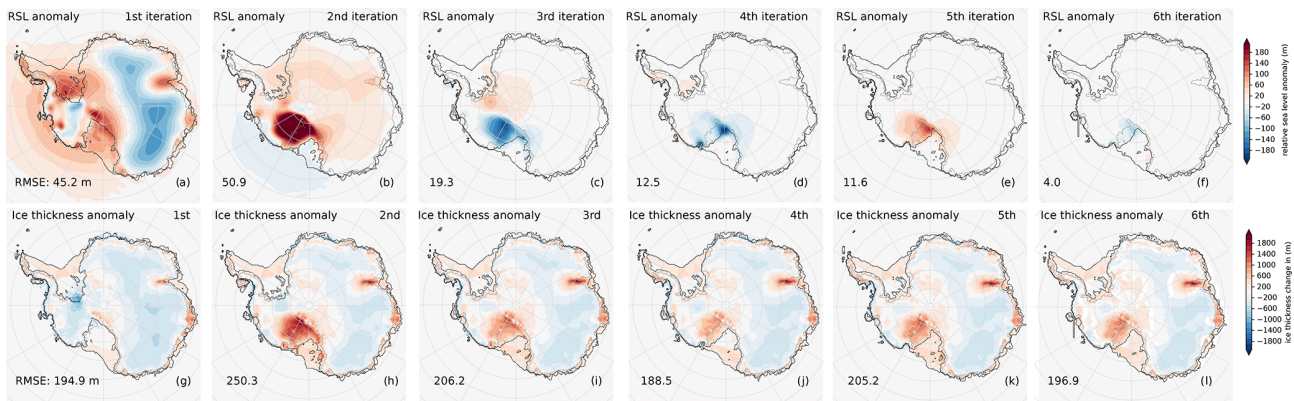 RSL anomaly 1st iteration
RSL anomaly 2nd iteration
RSL anomaly 3rd iteration
RSL anomaly 4th iteration
RSL anomaly 5th iteration
RSL anomaly 6th iteration
RMSE: 45.2 m (a)
50.9 (b)
19.3 (c)
12.5 (d)
11.6 (e)
4.0 (f)
180
140
100
60
20
−20
−60
−100
−140
−180
relative sea level anomaly (m)
Ice thickness anomaly 1st
Ice thickness anomaly 2nd
Ice thickness anomaly 3rd
Ice thickness anomaly 4th
Ice thickness anomaly 5th
Ice thickness anomaly 6th
RMSE: 194.9 m (g)
250.3 (h)
206.2 (i)
188.5 (j)
205.2 (k)
196.9 (l)
1800
1400
1000
600
200
−200
−600
−1000
−1400
−1800
ice thickness change in (m)